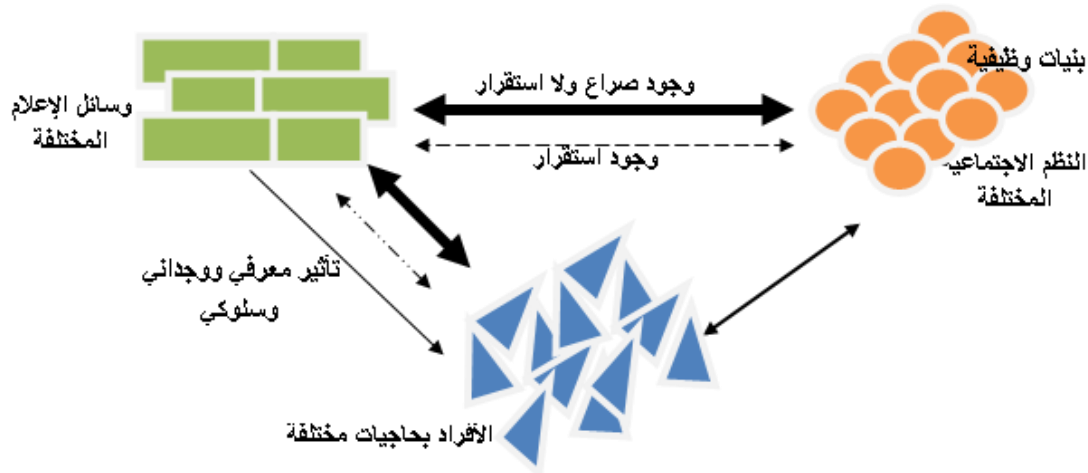 بنيات وظيفية
وجود صراع ولا استقرار
وسائل الإعلام
المختلفة
وجود استقرار
النظم الاجتماعية
المختلفة
تأثير معرفي ووجداني
وسلوكي
الأفراد بحاجيات مختلفة